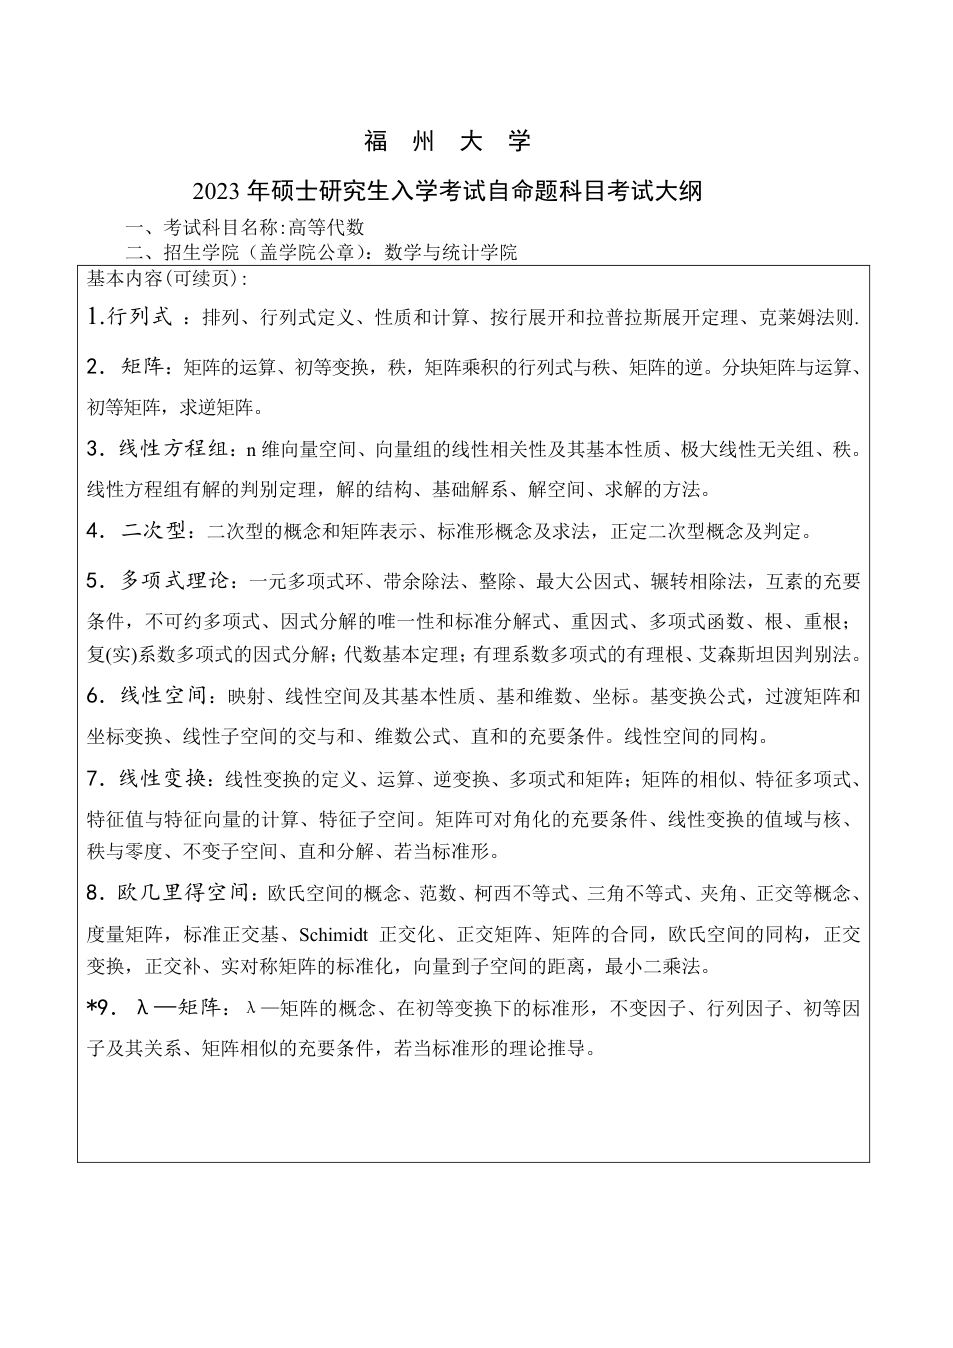 福 州 大 学
2023 年硕士研究生入学考试自命题科目考试大纲
一、考试科目名称:高等代数
二、招生学院（盖学院公章）：数学与统计学院
基本内容(可续页):
1.行列式 ：排列、行列式定义、性质和计算、按行展开和拉普拉斯展开定理、克莱姆法则.
2．矩阵：矩阵的运算、初等变换，秩，矩阵乘积的行列式与秩、矩阵的逆。分块矩阵与运算、
初等矩阵，求逆矩阵。
3．线性方程组：n 维向量空间、向量组的线性相关性及其基本性质、极大线性无关组、秩。
线性方程组有解的判别定理，解的结构、基础解系、解空间、求解的方法。
4．二次型：二次型的概念和矩阵表示、标准形概念及求法，正定二次型概念及判定。
5．多项式理论：一元多项式环、带余除法、整除、最大公因式、辗转相除法，互素的充要
条件，不可约多项式、因式分解的唯一性和标准分解式、重因式、多项式函数、根、重根；
复(实)系数多项式的因式分解；代数基本定理；有理系数多项式的有理根、艾森斯坦因判别法。
6．线性空间：映射、线性空间及其基本性质、基和维数、坐标。基变换公式，过渡矩阵和
坐标变换、线性子空间的交与和、维数公式、直和的充要条件。线性空间的同构。
7．线性变换：线性变换的定义、运算、逆变换、多项式和矩阵；矩阵的相似、特征多项式、
特征值与特征向量的计算、特征子空间。矩阵可对角化的充要条件、线性变换的值域与核、
秩与零度、不变子空间、直和分解、若当标准形。
8．欧几里得空间：欧氏空间的概念、范数、柯西不等式、三角不等式、夹角、正交等概念、
度量矩阵，标准正交基、Schimidt 正交化、正交矩阵、矩阵的合同，欧氏空间的同构，正交
变换，正交补、实对称矩阵的标准化，向量到子空间的距离，最小二乘法。
*9．λ—矩阵：λ—矩阵的概念、在初等变换下的标准形，不变因子、行列因子、初等因
子及其关系、矩阵相似的充要条件，若当标准形的理论推导。